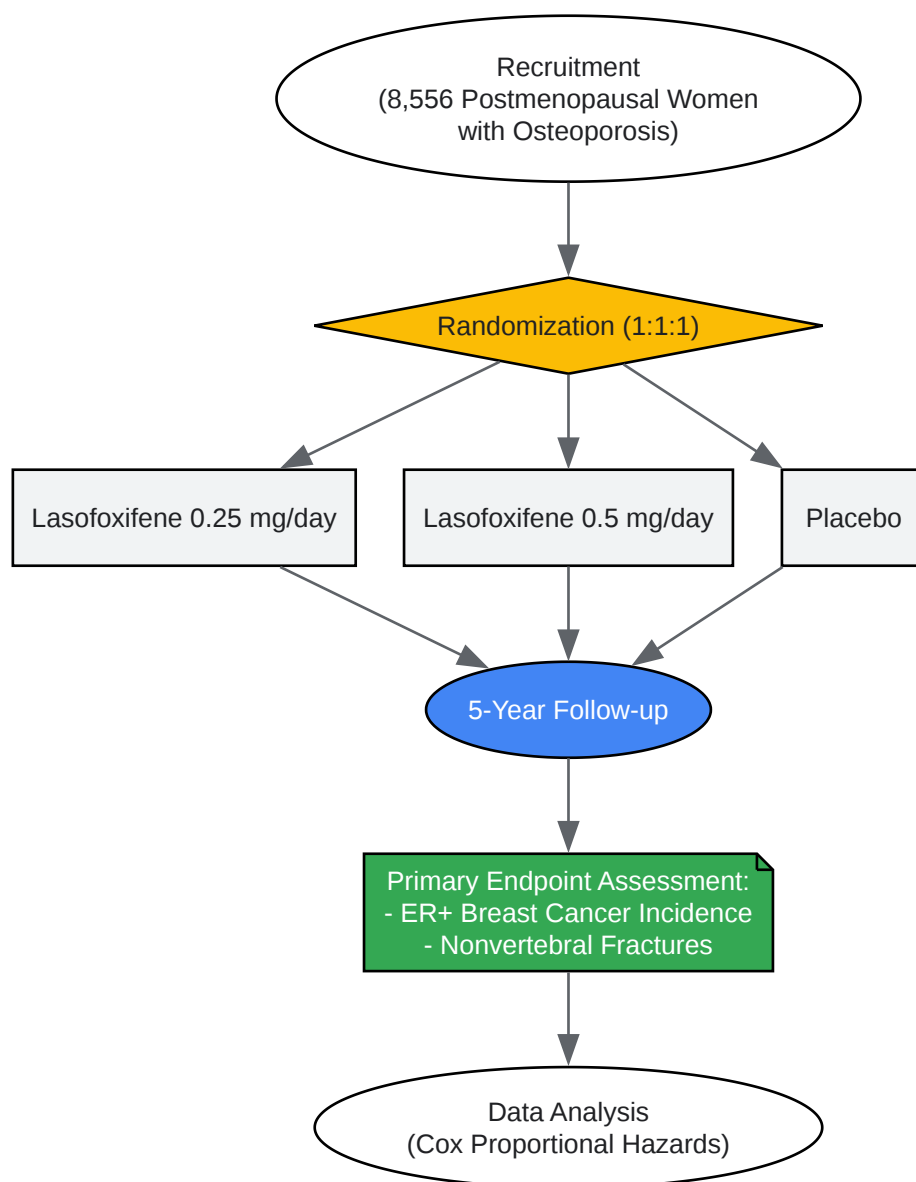 Recruitment
(8,556 Postmenopausal Women
with Osteoporosis)
Randomization (1:1:1)
Lasofoxifene 0.25 mg/day
Lasofoxifene 0.5 mg/day
Placebo
5-Year Follow-up
Primary Endpoint Assessment:
- ER+ Breast Cancer Incidence
- Nonvertebral Fractures
Data Analysis
(Cox Proportional Hazards)